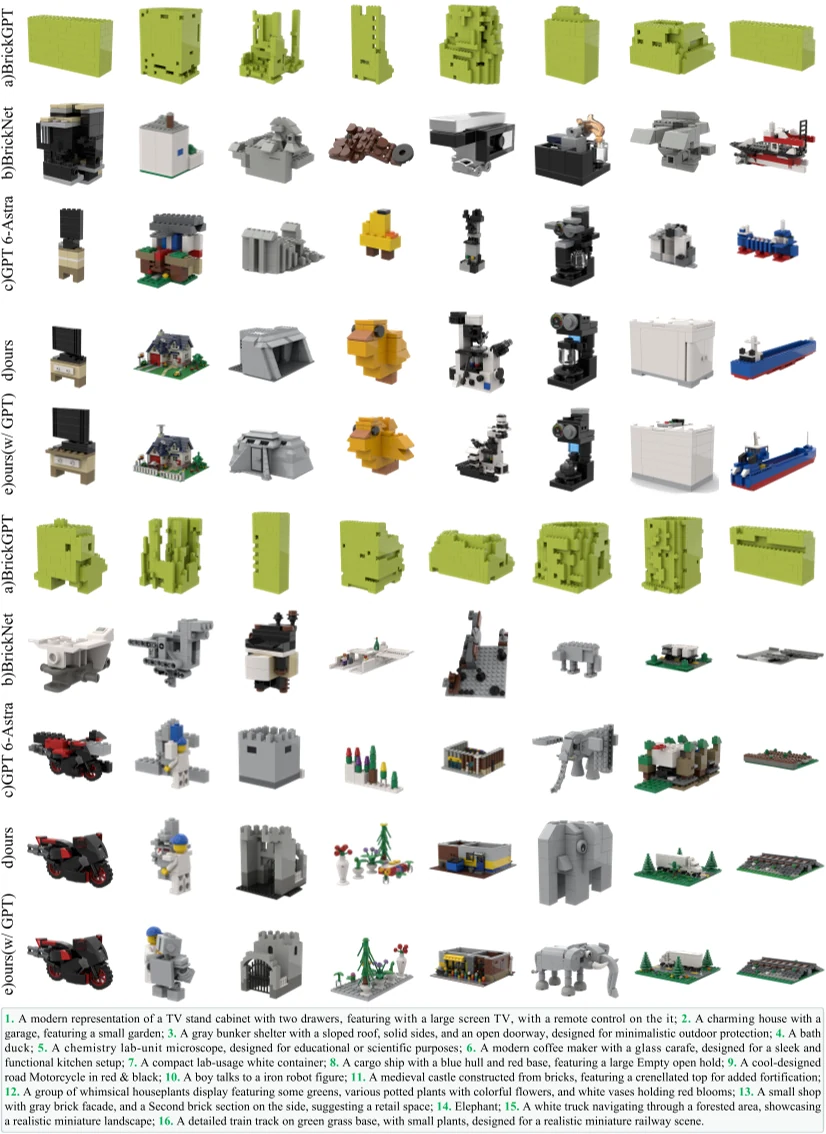 a)BrickGPT
b)BrickNet
c)GPT 6-Astra
d)ours
e)ours(w/ GPT)
a)BrickGPT
b)BrickNet
c)GPT 6-Astra
d)ours
e)ours(w/ GPT)
1. A modern representation of a TV stand cabinet with two drawers, featuring with a large screen TV, with a remote control on the it; 2. A charming house with a
garage, featuring a small garden; 3. A gray bunker shelter with a sloped roof, solid sides, and an open doorway, designed for minimalistic outdoor protection; 4. A bath
duck; 5. A chemistry lab-unit microscope, designed for educational or scientific purposes; 6. A modern coffee maker with a glass carafe, designed for a sleek and
functional kitchen setup; 7. A compact lab-usage white container; 8. A cargo ship with a blue hull and red base, featuring a large Empty open hold; 9. A cool-designed
road Motorcycle in red & black; 10. A boy talks to a iron robot figure; 11. A medieval castle constructed from bricks, featuring a crenellated top for added fortification;
12. A group of whimsical houseplants display featuring some greens, various potted plants with colorful flowers, and white vases holding red blooms; 13. A small shop
with gray brick facade, and a Second brick section on the side, suggesting a retail space; 14. Elephant; 15. A white truck navigating through a forested area, showcasing
a realistic miniature landscape; 16. A detailed train track on green grass base, with small plants, designed for a realistic miniature railway scene.